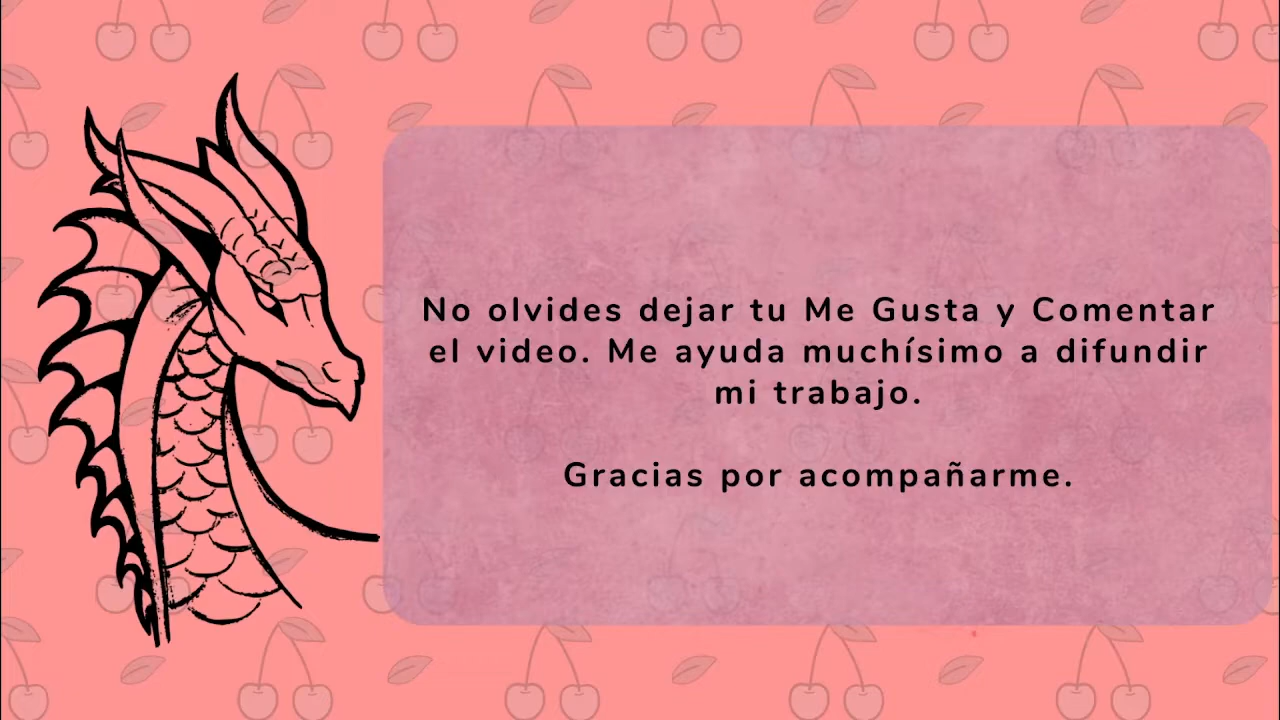 No olvides dejar tu Me Gusta y Comentar
el video. Me ayuda muchísimo a difundir
mi trabajo.
Gracias por acompañarme.